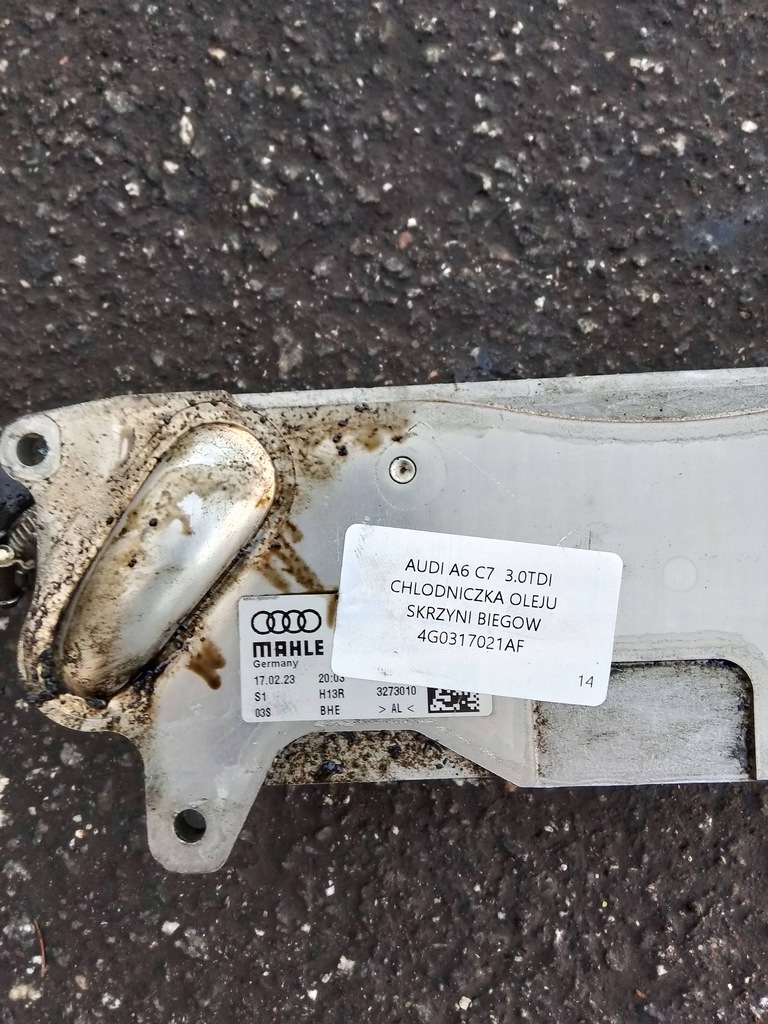 AUDI A6 C7 3.0TDI
CHLODNICZKA OLEJU
SKRZYNI BIEGOW
4G0317021AF
14
MAHLE
Germany
17.02.23 20:03
S1 H13R 3273010
03S BHE > AL <